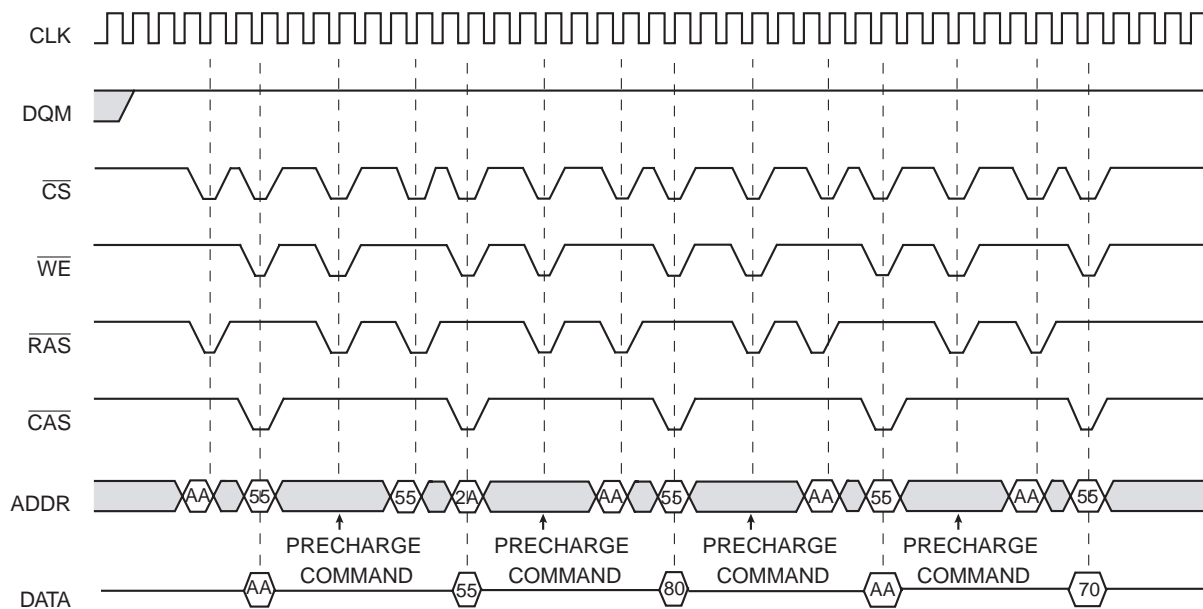 CLK
DQM
CS
WE
RAS
CAS
ADDR AA 55 55 2A AA 55 AA 55 AA 55
PRECHARGE COMMAND
PRECHARGE COMMAND
PRECHARGE COMMAND
PRECHARGE COMMAND
DATA AA 55 80 AA 70